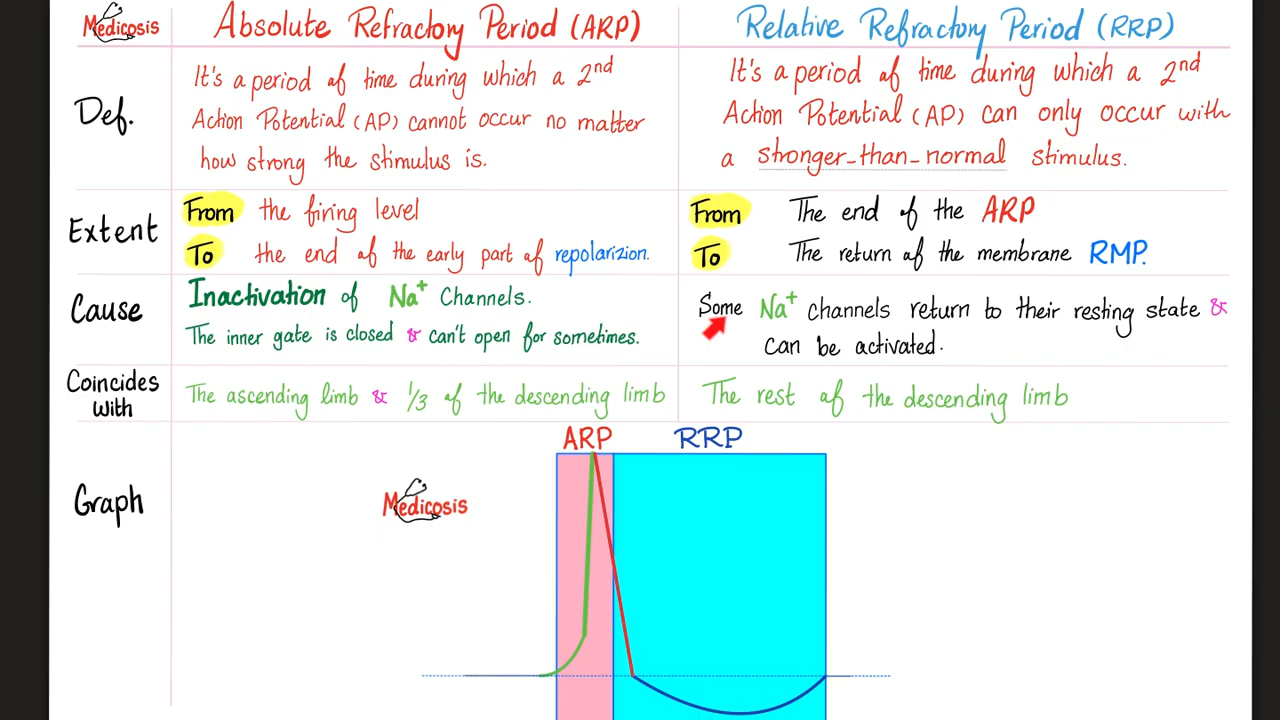 Medicosis
Absolute Refractory Period (ARP)
Relative Refractory Period (RRP)
Def.
It's a period of time during which a 2nd
Action Potential (AP) cannot occur no matter
how strong the stimulus is.
It's a period of time during which a 2nd
Action Potential (AP) can only occur with
a stronger-than-normal stimulus.
Extent
From the firing level
To the end of the early part of repolarizion.
From The end of the ARP
To The return of the membrane RMP.
Cause
Inactivation of Na+ Channels.
The inner gate is closed & can't open for sometimes.
Some Na+ channels return to their resting state &
can be activated.
Coincides
with
The ascending limb & 1/3 of the descending limb
The rest of the descending limb
Graph
ARP
RRP
Medicosis